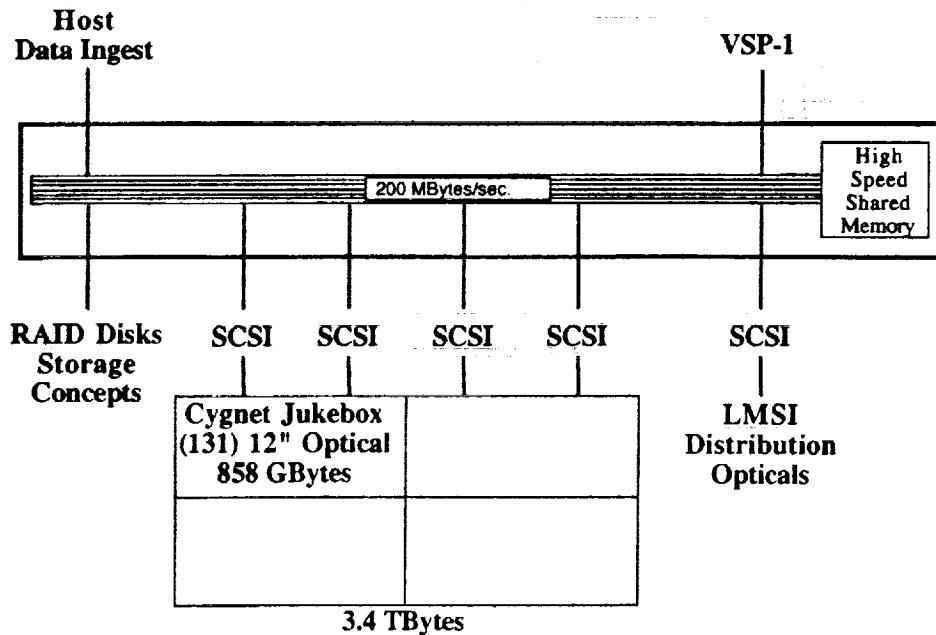 Host
Data Ingest
VSP-1
200 MBytes/sec.
High
Speed
Shared
Memory
RAID Disks
Storage
Concepts
SCSI
SCSI
SCSI
SCSI
SCSI
Cygnet Jukebox
(131) 12" Optical
858 GBytes
LMSI
Distribution
Opticals
3.4 TBytes